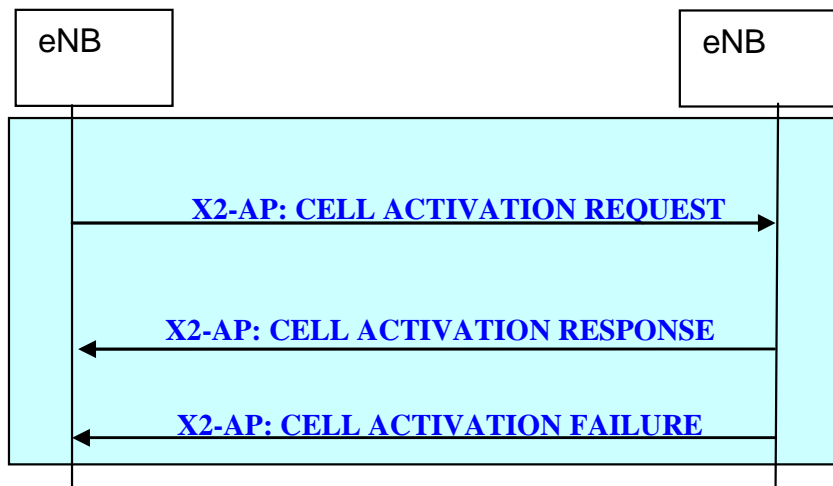 eNB
eNB
X2-AP: CELL ACTIVATION REQUEST
X2-AP: CELL ACTIVATION RESPONSE
X2-AP: CELL ACTIVATION FAILURE